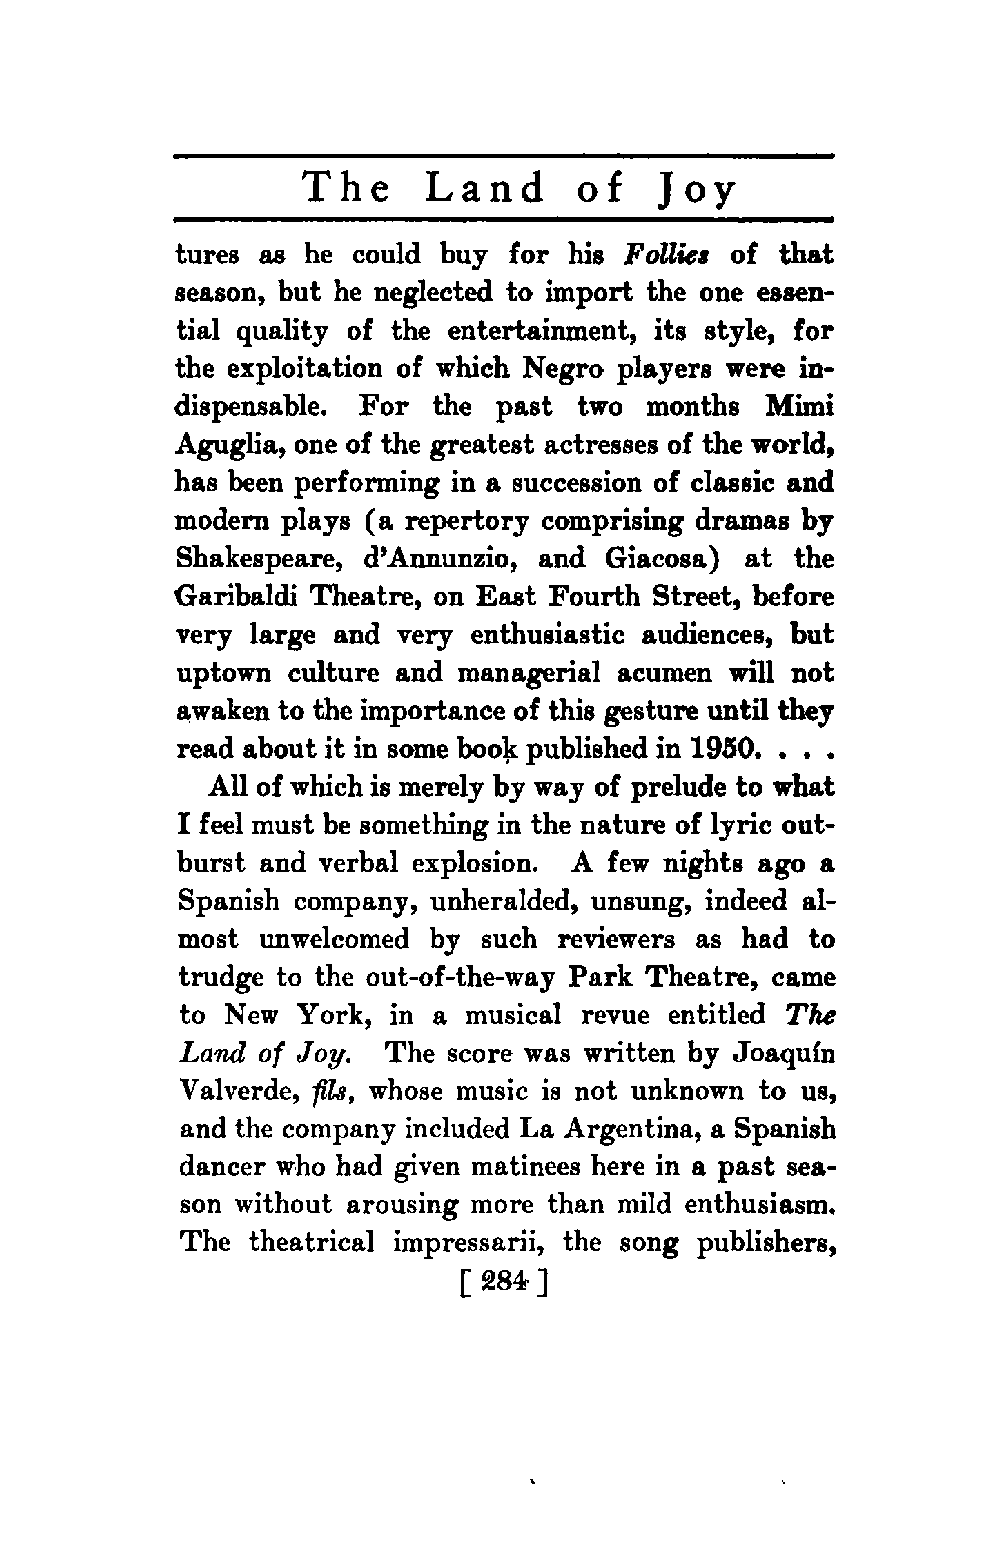 The Land of Joy
tures as he could buy for his Follies of that
season, but he neglected to import the one essen-
tial quality of the entertainment, its style, for
the exploitation of which Negro players were in-
dispensable. For the past two months Mimi
Aguglia, one of the greatest actresses of the world,
has been performing in a succession of classic and
modern plays (a repertory comprising dramas by
Shakespeare, d'Annunzio, and Giacosa) at the
Garibaldi Theatre, on East Fourth Street, before
very large and very enthusiastic audiences, but
uptown culture and managerial acumen will not
awaken to the importance of this gesture until they
read about it in some book published in 1950. . . .
All of which is merely by way of prelude to what
I feel must be something in the nature of lyric out-
burst and verbal explosion. A few nights ago a
Spanish company, unheralded, unsung, indeed al-
most unwelcomed by such reviewers as had to
trudge to the out-of-the-way Park Theatre, came
to New York, in a musical revue entitled The
Land of Joy. The score was written by Joaquín
Valverde, fils, whose music is not unknown to us,
and the company included La Argentina, a Spanish
dancer who had given matinees here in a past sea-
son without arousing more than mild enthusiasm.
The theatrical impressarii, the song publishers,
[ 284 ]